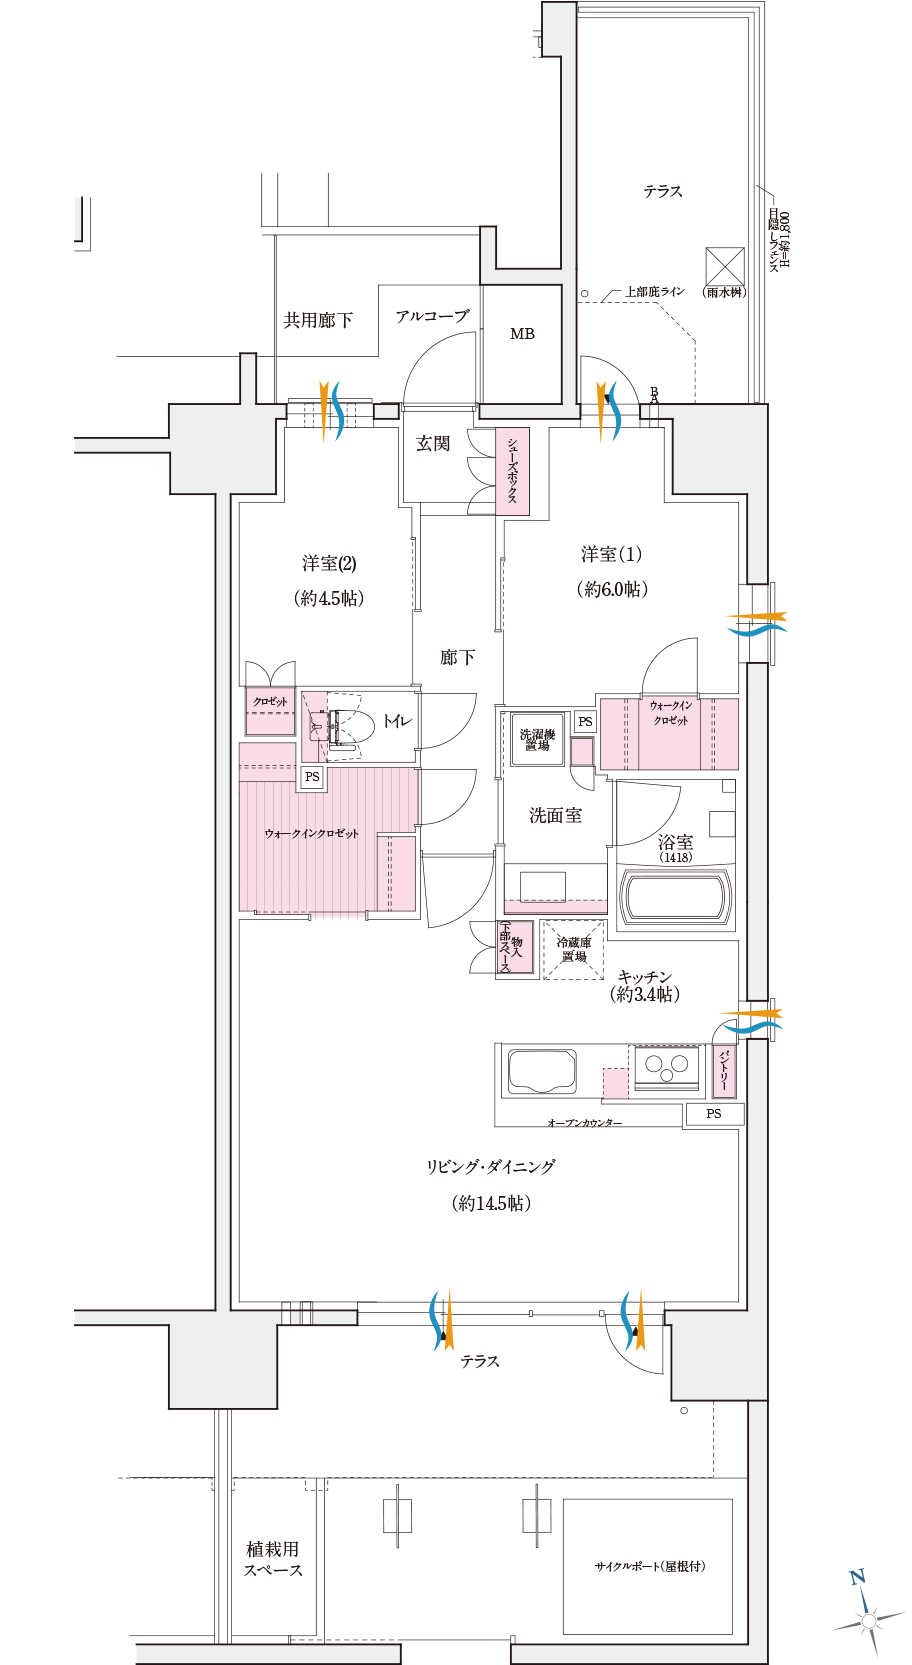 テラス
目隠しフェンス
H=約1,800
(雨水桝)
上部庇ライン
共用廊下
アルコーブ
MB
B
A
玄関
シューズボックス
洋室(2)
(約4.5帖)
洋室(1)
(約6.0帖)
廊下
クロゼット
トイレ
ウォークイン
クロゼット
PS
洗濯機
置場
PS
ウォークインクロゼット
洗面室
浴室
(1418)
物入
(下部スペース)
冷蔵庫
置場
キッチン
(約3.4帖)
パントリー
PS
オープンカウンター
リビング・ダイニング
(約14.5帖)
テラス
植栽用
スペース
サイクルポート(屋根付)
N